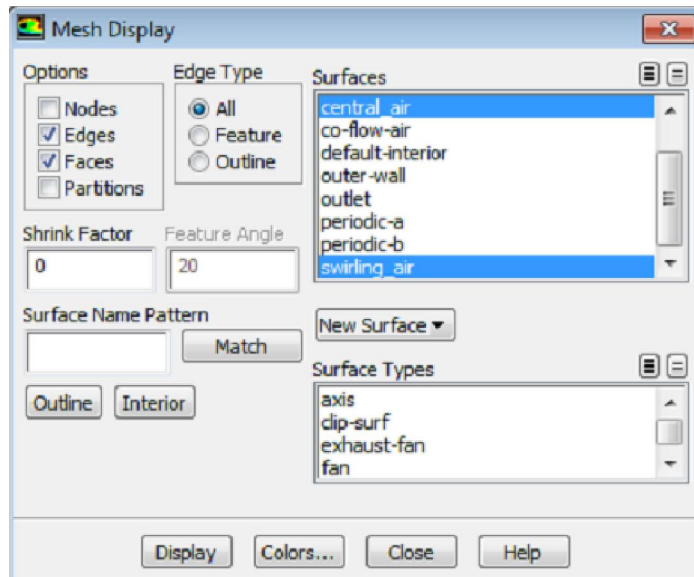 Mesh Display
Options
Nodes
Edges
Faces
Partitions
Edge Type
All
Feature
Outline
Shrink Factor
0
Feature Angle
20
Surface Name Pattern
Match
Outline Interior
Surfaces
central_air
co-flow-air
default-interior
outer-wall
outlet
periodic-a
periodic-b
swirling_air
New Surface
Surface Types
axis
clip-surf
exhaust-fan
fan
Display Colors... Close Help